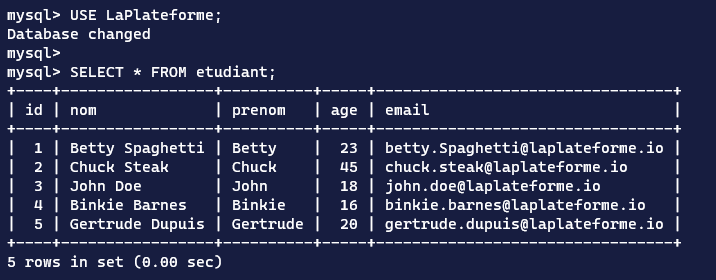 mysql> USE LaPlateforme;
Database changed
mysql>
mysql> SELECT * FROM etudiant;
+----+-----------------+----------+-----+---------------------------------+
| id | nom             | prenom   | age | email                           |
+----+-----------------+----------+-----+---------------------------------+
|  1 | Betty Spaghetti | Betty    |  23 | betty.Spaghetti@laplateforme.io |
|  2 | Chuck Steak     | Chuck    |  45 | chuck.steak@laplateforme.io     |
|  3 | John Doe        | John     |  18 | john.doe@laplateforme.io        |
|  4 | Binkie Barnes   | Binkie   |  16 | binkie.barnes@laplateforme.io   |
|  5 | Gertrude Dupuis | Gertrude |  20 | gertrude.dupuis@laplateforme.io |
+----+-----------------+----------+-----+---------------------------------+
5 rows in set (0.00 sec)